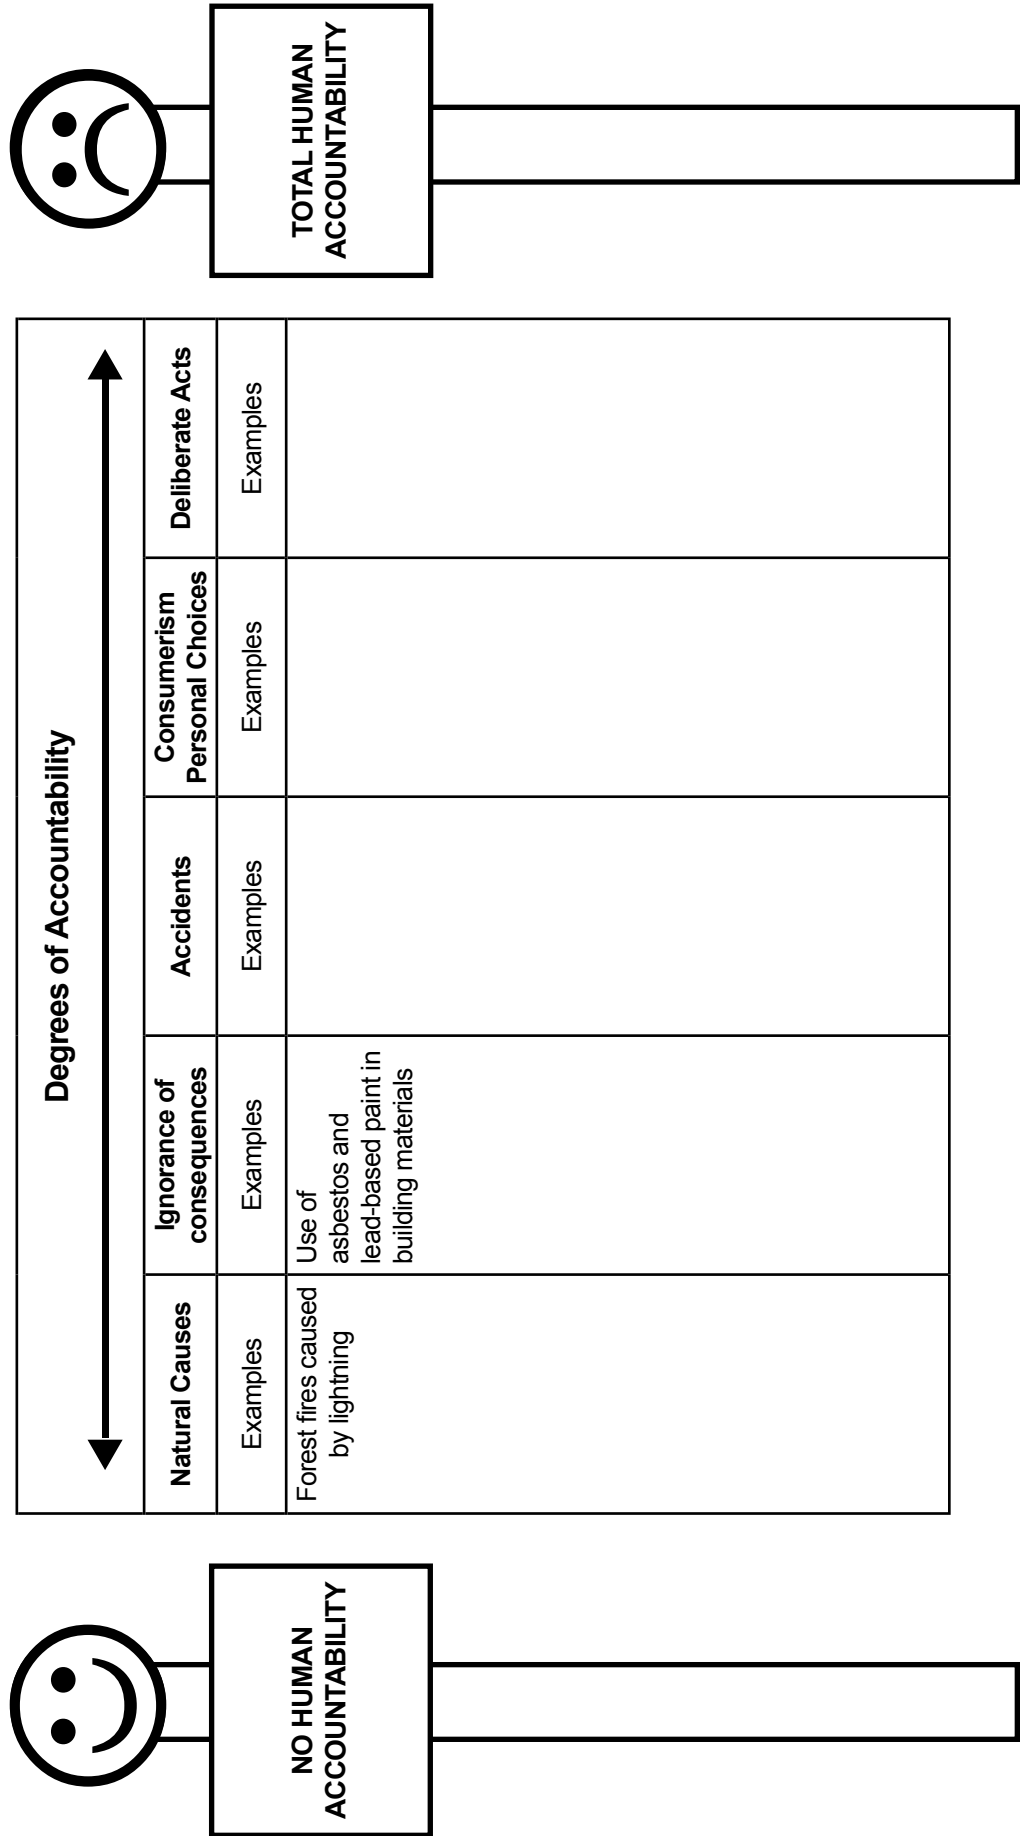 Degrees of Accountability
NO HUMAN
ACCOUNTABILITY
Natural Causes
Ignorance of
consequences
Accidents
Consumerism
Personal Choices
Deliberate Acts
TOTAL HUMAN
ACCOUNTABILITY
Examples
Examples
Examples
Examples
Examples
Forest fires caused
by lightning
Use of
asbestos and
lead-based paint in
building materials